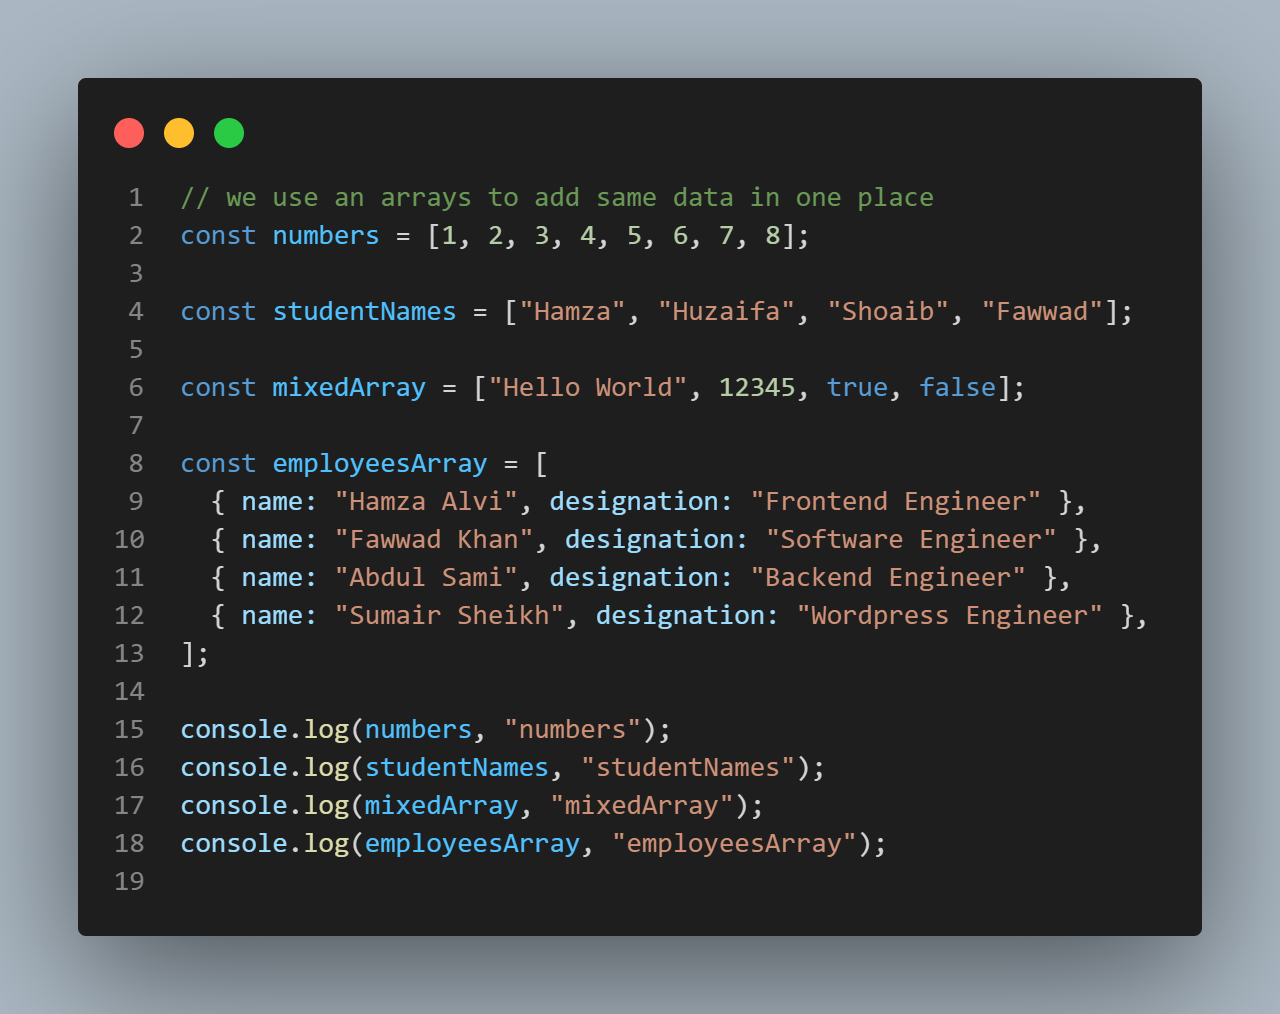 1 // we use an arrays to add same data in one place
2 const numbers = [1, 2, 3, 4, 5, 6, 7, 8];
3
4 const studentNames = ["Hamza", "Huzaifa", "Shoaib", "Fawwad"];
5
6 const mixedArray = ["Hello World", 12345, true, false];
7
8 const employeesArray = [
9   { name: "Hamza Alvi", designation: "Frontend Engineer" },
10   { name: "Fawwad Khan", designation: "Software Engineer" },
11   { name: "Abdul Sami", designation: "Backend Engineer" },
12   { name: "Sumair Sheikh", designation: "Wordpress Engineer" },
13 ];
14
15 console.log(numbers, "numbers");
16 console.log(studentNames, "studentNames");
17 console.log(mixedArray, "mixedArray");
18 console.log(employeesArray, "employeesArray");
19